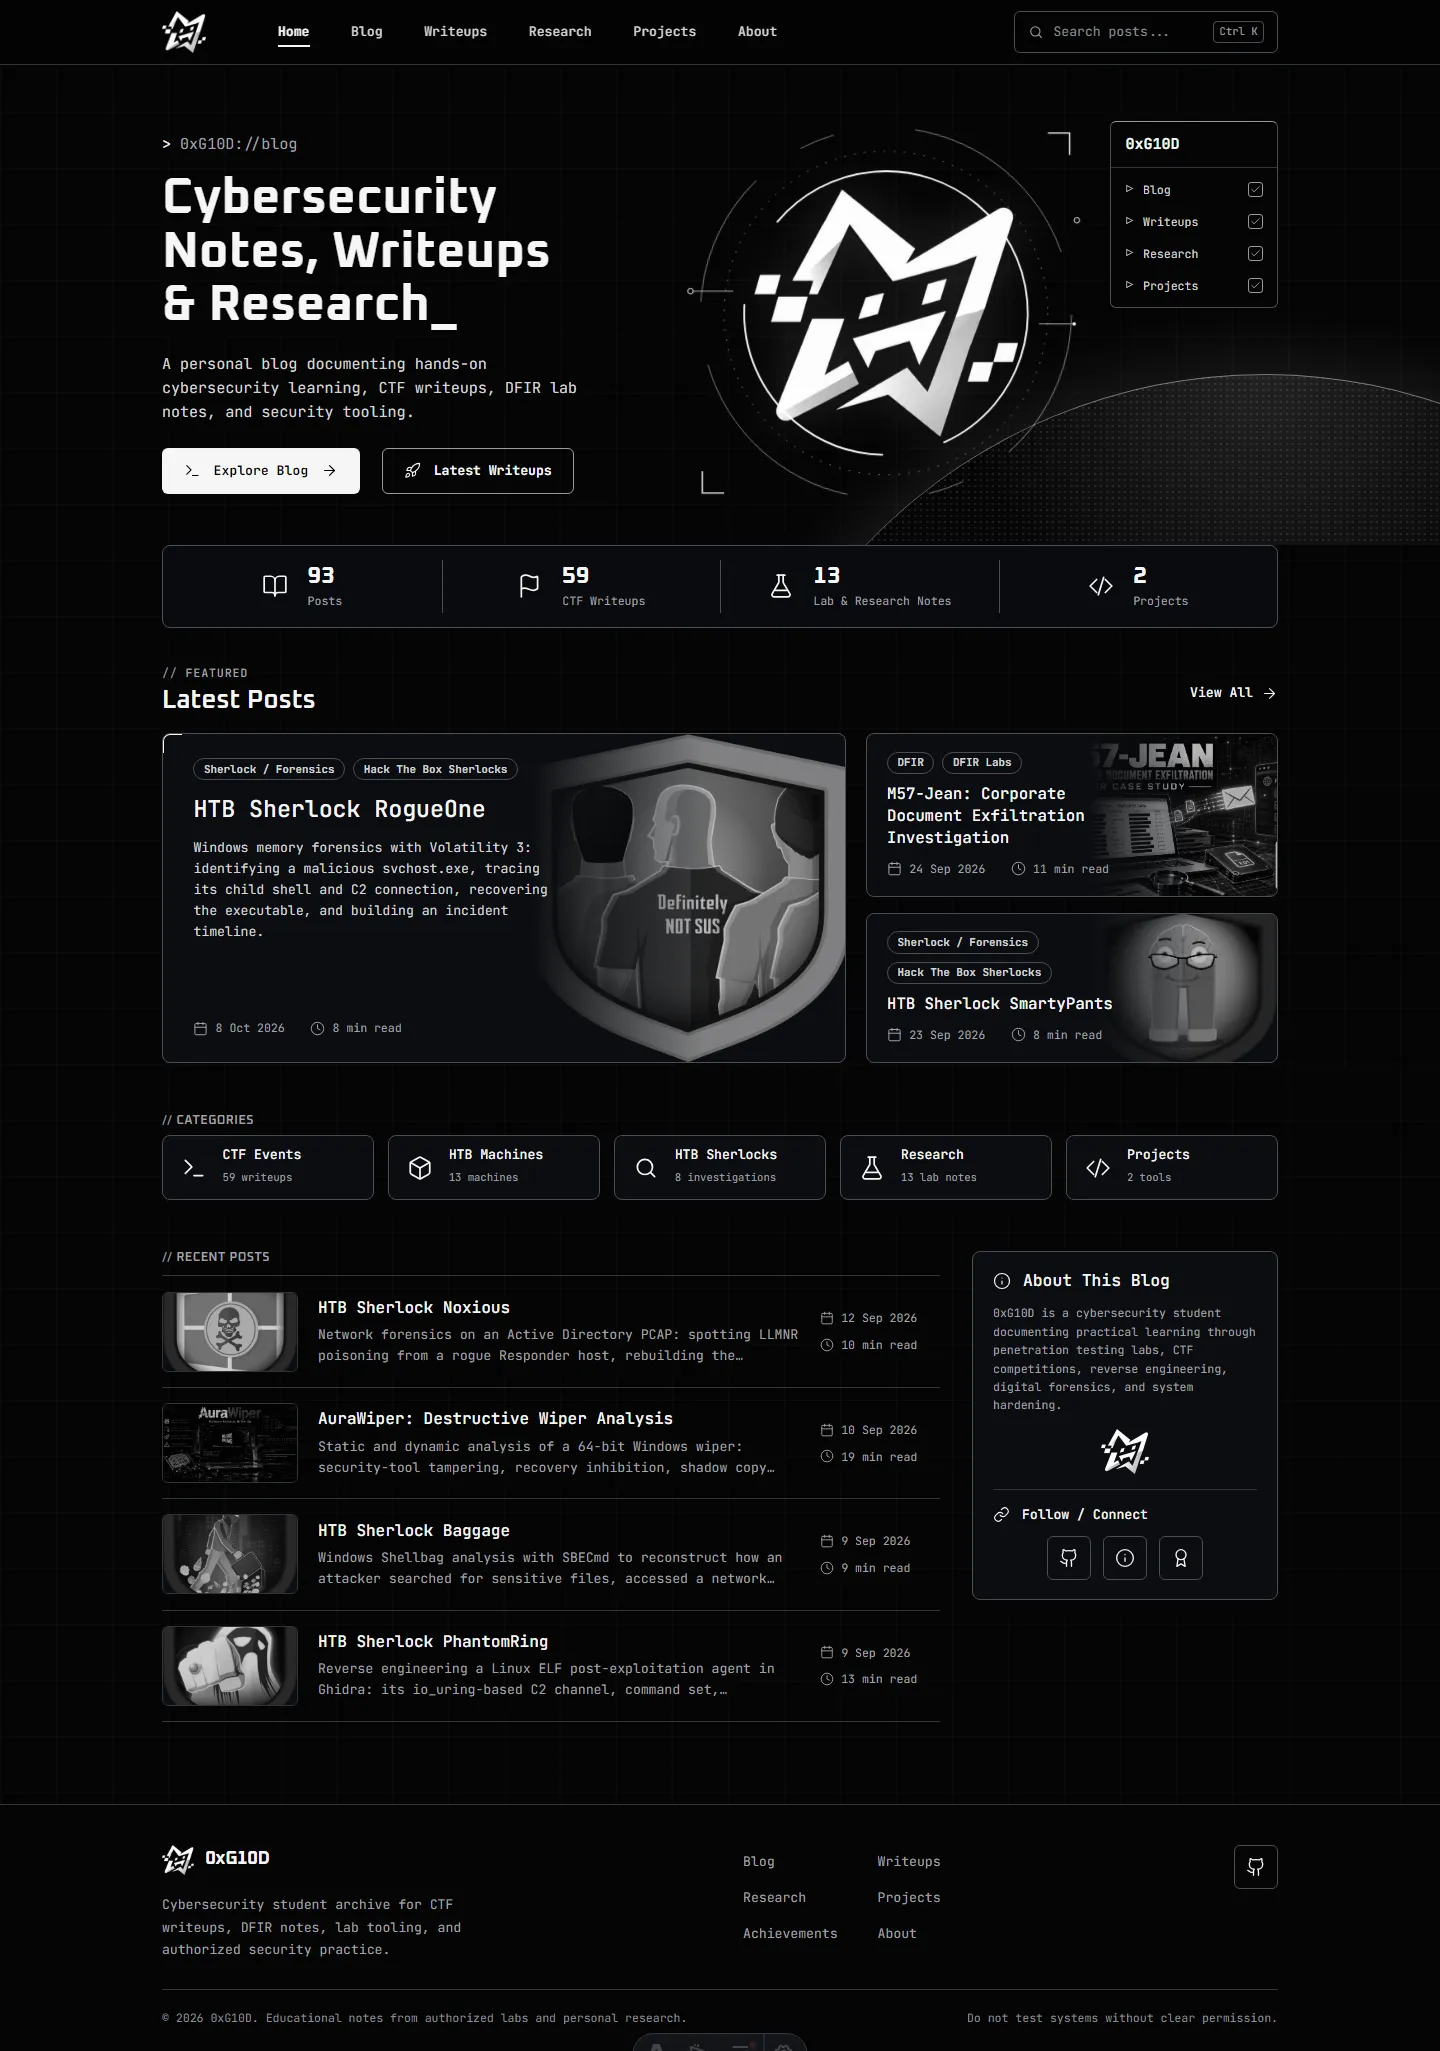 Home Blog Writeups Research Projects About
Search posts... Ctrl K
> 0xG10D://blog
Cybersecurity
Notes, Writeups
& Research_
A personal blog documenting hands-on
cybersecurity learning, CTF writeups, DFIR lab
notes, and security tooling.
Explore Blog
Latest Writeups
0xG10D
Blog
Writeups
Research
Projects
93
Posts
59
CTF Writeups
13
Lab & Research Notes
2
Projects
// FEATURED
Latest Posts
View All
Sherlock / Forensics
Hack The Box Sherlocks
HTB Sherlock RogueOne
Windows memory forensics with Volatility 3:
identifying a malicious svchost.exe, tracing
its child shell and C2 connection, recovering
the executable, and building an incident
timeline.
8 Oct 2026
8 min read
Definitely
NOT SUS
DFIR
DFIR Labs
M57-Jean: Corporate
Document Exfiltration
Investigation
24 Sep 2026
11 min read
57-JEAN
DOCUMENT EXFILTRATION
CASE STUDY
Sherlock / Forensics
Hack The Box Sherlocks
HTB Sherlock SmartyPants
23 Sep 2026
8 min read
// CATEGORIES
CTF Events
59 writeups
HTB Machines
13 machines
HTB Sherlocks
8 investigations
Research
13 lab notes
Projects
2 tools
// RECENT POSTS
HTB Sherlock Noxious
Network forensics on an Active Directory PCAP: spotting LLMNR
poisoning from a rogue Responder host, rebuilding the…
12 Sep 2026
10 min read
AuraWiper
AuraWiper: Destructive Wiper Analysis
Static and dynamic analysis of a 64-bit Windows wiper:
security-tool tampering, recovery inhibition, shadow copy…
10 Sep 2026
19 min read
HTB Sherlock Baggage
Windows Shellbag analysis with SBECmd to reconstruct how an
attacker searched for sensitive files, accessed a network…
9 Sep 2026
9 min read
HTB Sherlock PhantomRing
Reverse engineering a Linux ELF post-exploitation agent in
Ghidra: its io_uring-based C2 channel, command set,…
9 Sep 2026
13 min read
About This Blog
0xG10D is a cybersecurity student
documenting practical learning through
penetration testing labs, CTF
competitions, reverse engineering,
digital forensics, and system
hardening.
Follow / Connect
0xG10D
Cybersecurity student archive for CTF
writeups, DFIR notes, lab tooling, and
authorized security practice.
Blog
Writeups
Research
Projects
Achievements
About
© 2026 0xG10D. Educational notes from authorized labs and personal research.
Do not test systems without clear permission.